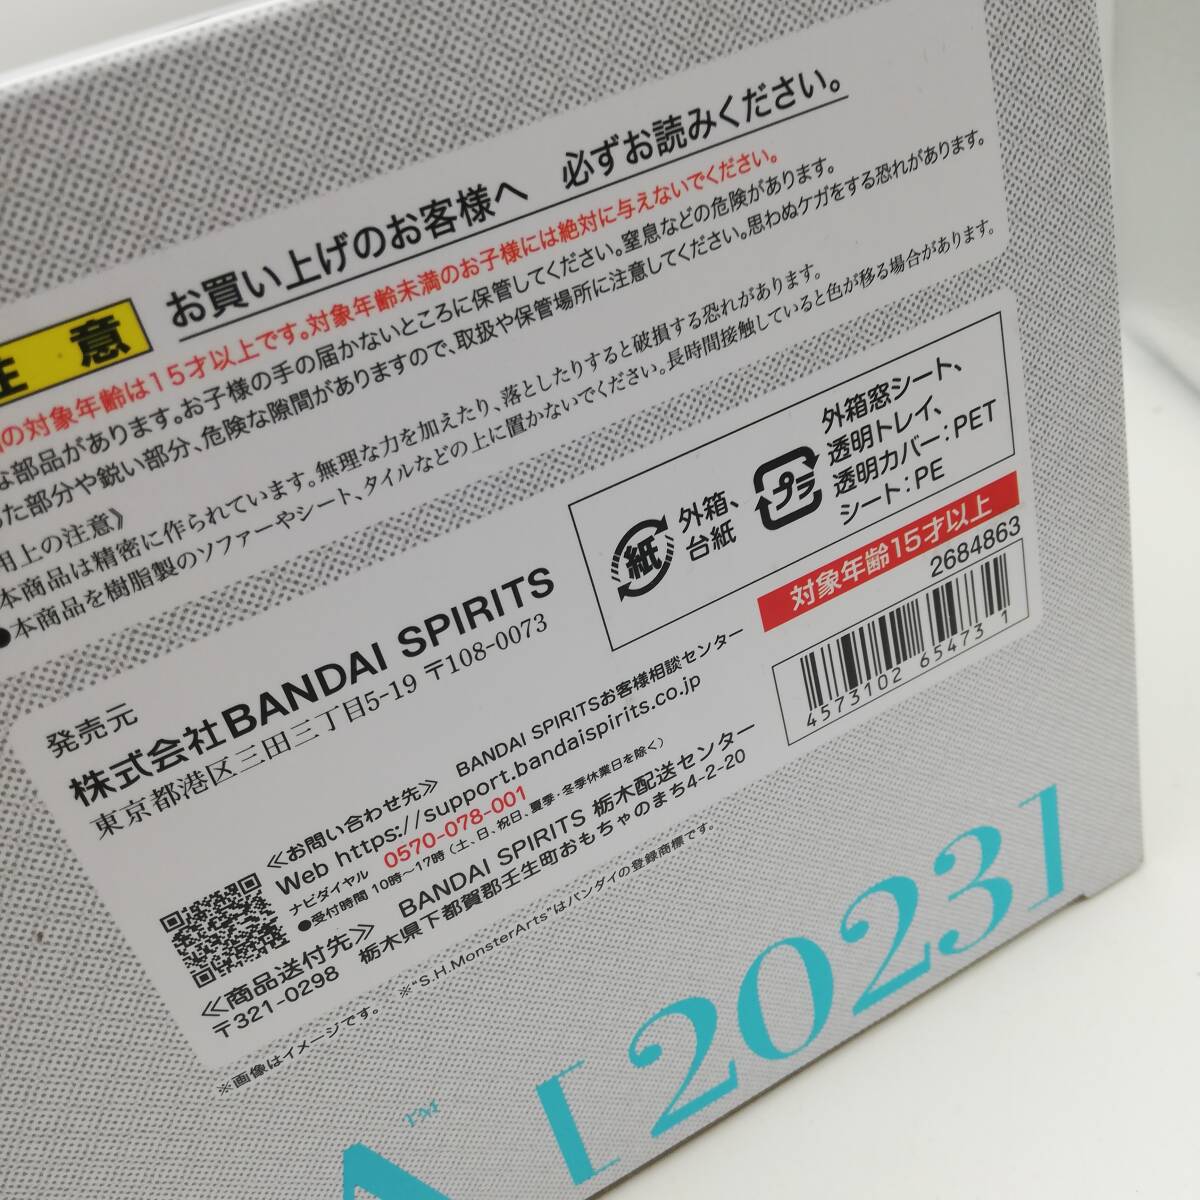 注意
お買い上げのお客様へ 必ずお読みください。
の対象年齢は15才以上です。対象年齢未満のお子様には絶対に与えないでください。
な部品があります。お子様の手の届かないところに保管してください。窒息などの危険があります。
った部分や鋭い部分、危険な隙間がありますので、取扱や保管場所に注意してください。思わぬケガをする恐れがあります。
用上の注意》
本商品は精密に作られています。無理な力を加えたり、落としたりすると破損する恐れがあります。
●本商品を樹脂製のソファーやシート、タイルなどの上に置かないでください。長時間接触していると色が移る場合があります。
紙
外箱、
台紙
プラ
外箱窓シート、
透明トレイ、
透明カバー:PET
シート:PE
対象年齢15才以上
2684863
4573102 654731
発売元
株式会社BANDAI SPIRITS
東京都港区三田三丁目5-19 〒108-0073
≪お問い合わせ先≫ BANDAI SPIRITSお客様相談センター
Web https://support.bandaispirits.co.jp
ナビダイヤル 0570-078-001
●受付時間 10時〜17時(土、日、祝日、夏季・冬季休業日を除く)
≪商品送付先≫ BANDAI SPIRITS 栃木配送センター
〒321-0298 栃木県下都賀郡壬生町おもちゃのまち4-2-20
※画像はイメージです。 ※“S.H.MonsterArts”はバンダイの登録商標です。
A™ [2023]